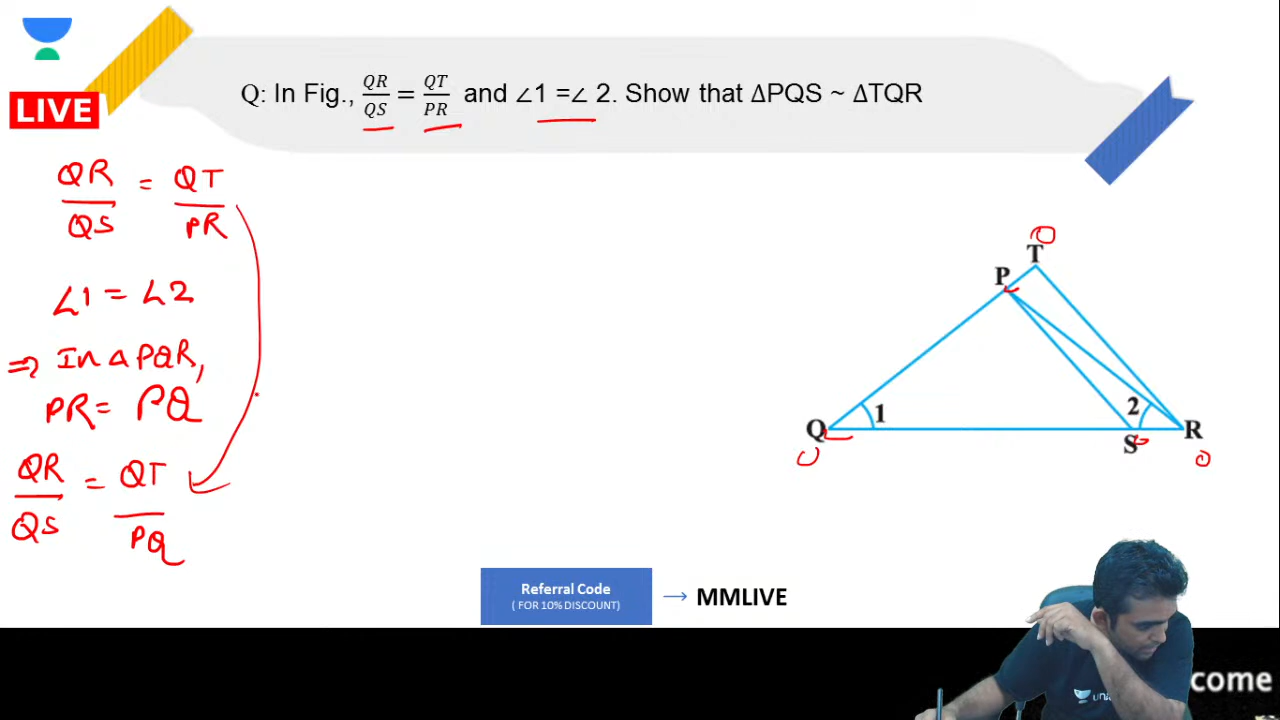 LIVE
Q: In Fig., QR/QS = QT/PR and ∠1 =∠ 2. Show that ΔPQS ~ ΔTQR
QR/QS = QT/PR
∠1 = ∠2
⇒ In Δ PQR,
PR = PQ
QR/QS = QT/PQ
T
P
Q 1 2 R
S
Referral Code
( FOR 10% DISCOUNT)
→ MMLIVE
come